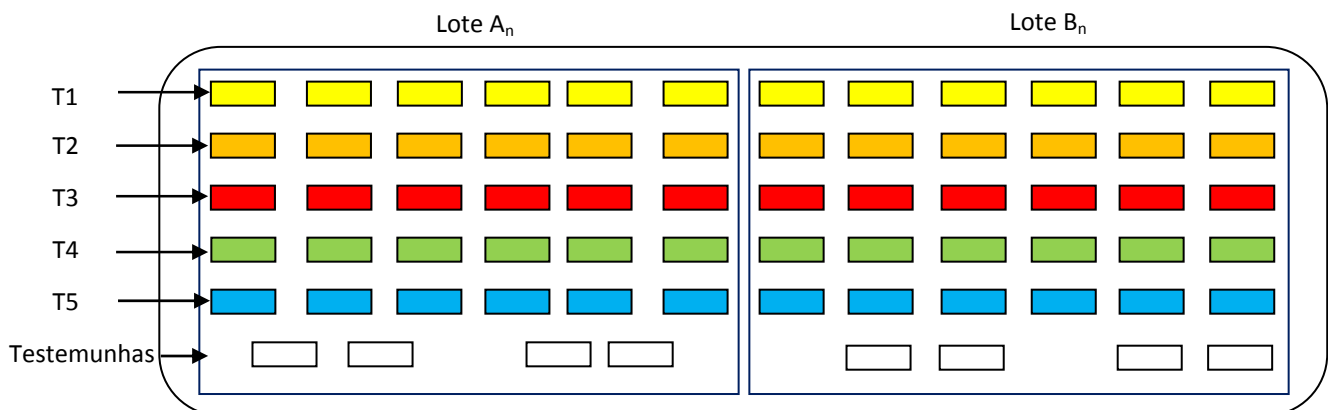 Lote Aₙ
Lote Bₙ
T1
T2
T3
T4
T5
Testemunhas